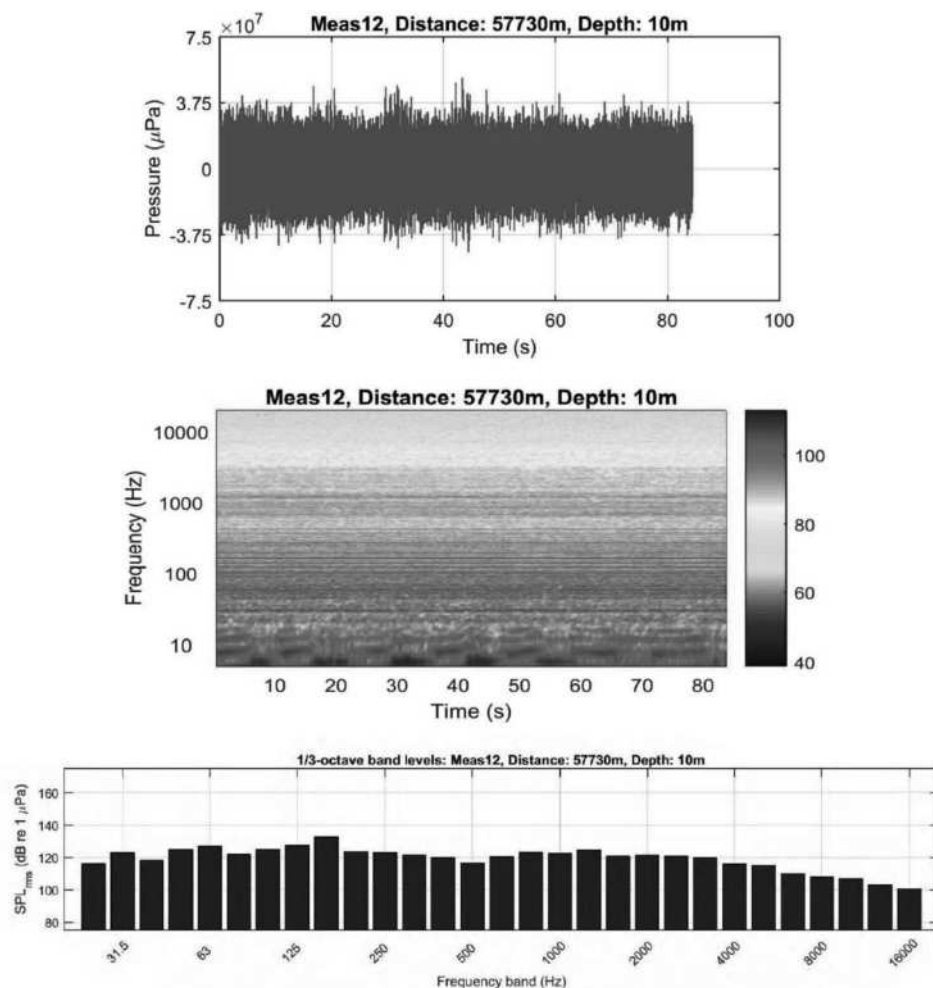 Meas12, Distance: 57730m, Depth: 10m
×10⁷
7.5
3.75
0
-3.75
-7.5
Pressure (μPa)
0 20 40 60 80 100
Time (s)
Meas12, Distance: 57730m, Depth: 10m
10000
1000
100
10
Frequency (Hz)
100
80
60
40
10 20 30 40 50 60 70 80
Time (s)
1/3-octave band levels: Meas12, Distance: 57730m, Depth: 10m
160
140
120
100
80
SPL_rms (dB re 1 μPa)
31.5 63 125 250 500 1000 2000 4000 8000 16000
Frequency band (Hz)